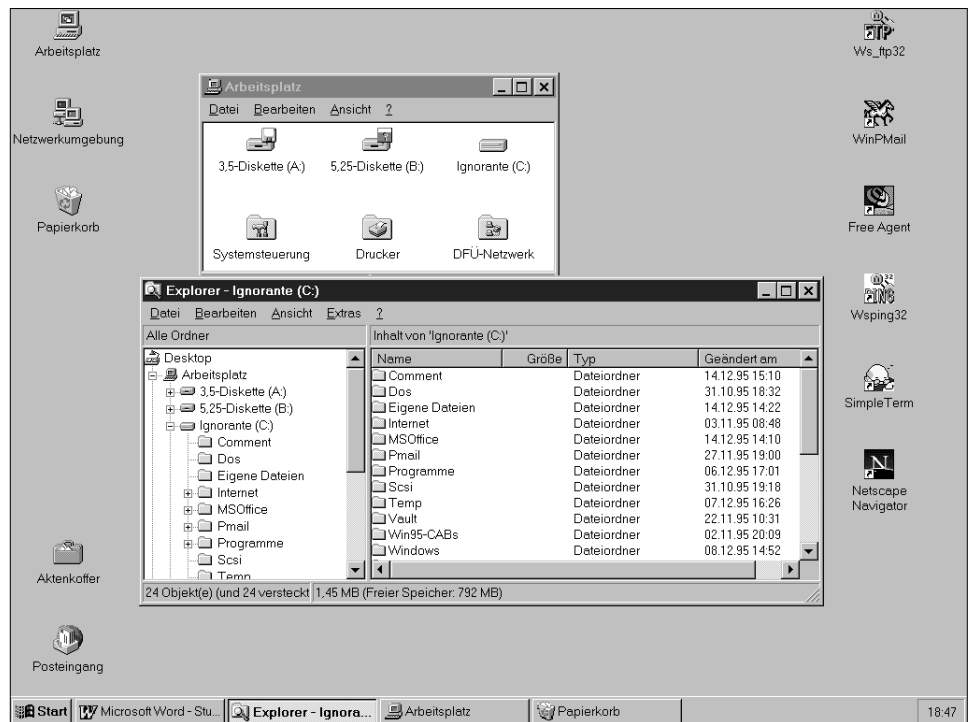 Arbeitsplatz
Netzwerkumgebung
Papierkorb
Aktenkoffer
Posteingang
Ws_ftp32
WinPMail
Free Agent
Wsping32
SimpleTerm
Netscape
Navigator
Arbeitsplatz
Datei Bearbeiten Ansicht ?
3,5-Diskette (A:) 5,25-Diskette (B:) Ignorante (C:)
Systemsteuerung Drucker DFÜ-Netzwerk
Explorer - Ignorante (C:)
Datei Bearbeiten Ansicht Extras ?
Alle Ordner
Desktop
Arbeitsplatz
3,5-Diskette (A:)
5,25-Diskette (B:)
Ignorante (C:)
Comment
Dos
Eigene Dateien
Internet
MSOffice
Pmail
Programme
Scsi
Temp
Inhalt von 'Ignorante (C:)'
Name Größe Typ Geändert am
Comment Dateiordner 14.12.95 15:10
Dos Dateiordner 31.10.95 18:32
Eigene Dateien Dateiordner 14.12.95 14:22
Internet Dateiordner 03.11.95 08:48
MSOffice Dateiordner 14.12.95 14:10
Pmail Dateiordner 27.11.95 19:00
Programme Dateiordner 06.12.95 17:01
Scsi Dateiordner 31.10.95 19:18
Temp Dateiordner 07.12.95 16:26
Vault Dateiordner 22.11.95 10:31
Win95-CABs Dateiordner 02.11.95 20:09
Windows Dateiordner 08.12.95 14:52
24 Objekt(e) (und 24 versteckt 1,45 MB (Freier Speicher: 792 MB)
Start Microsoft Word - Stu... Explorer - Ignora... Arbeitsplatz Papierkorb 18:47